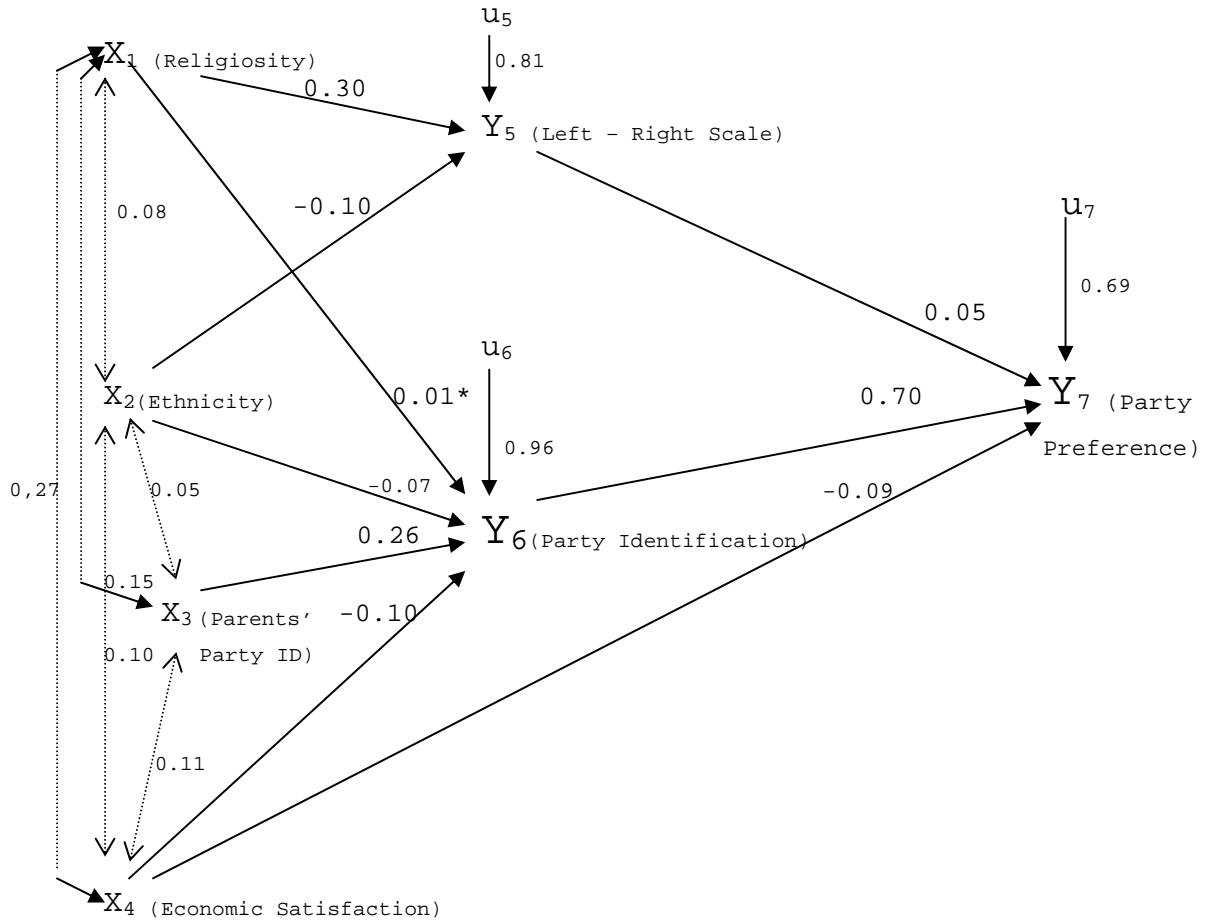 u₅
X₁ (Religiosity)
0.81
0.30
Y₅ (Left – Right Scale)
-0.10
0.08
u₇
0.69
0.05
u₆
X₂(Ethnicity)
0.01*
0.70
Y₇ (Party
Preference)
0.96
0,27
0.05
-0.07
-0.09
0.26
Y₆(Party Identification)
0.15
X₃(Parents’
Party ID)
-0.10
0.10
0.11
X₄ (Economic Satisfaction)